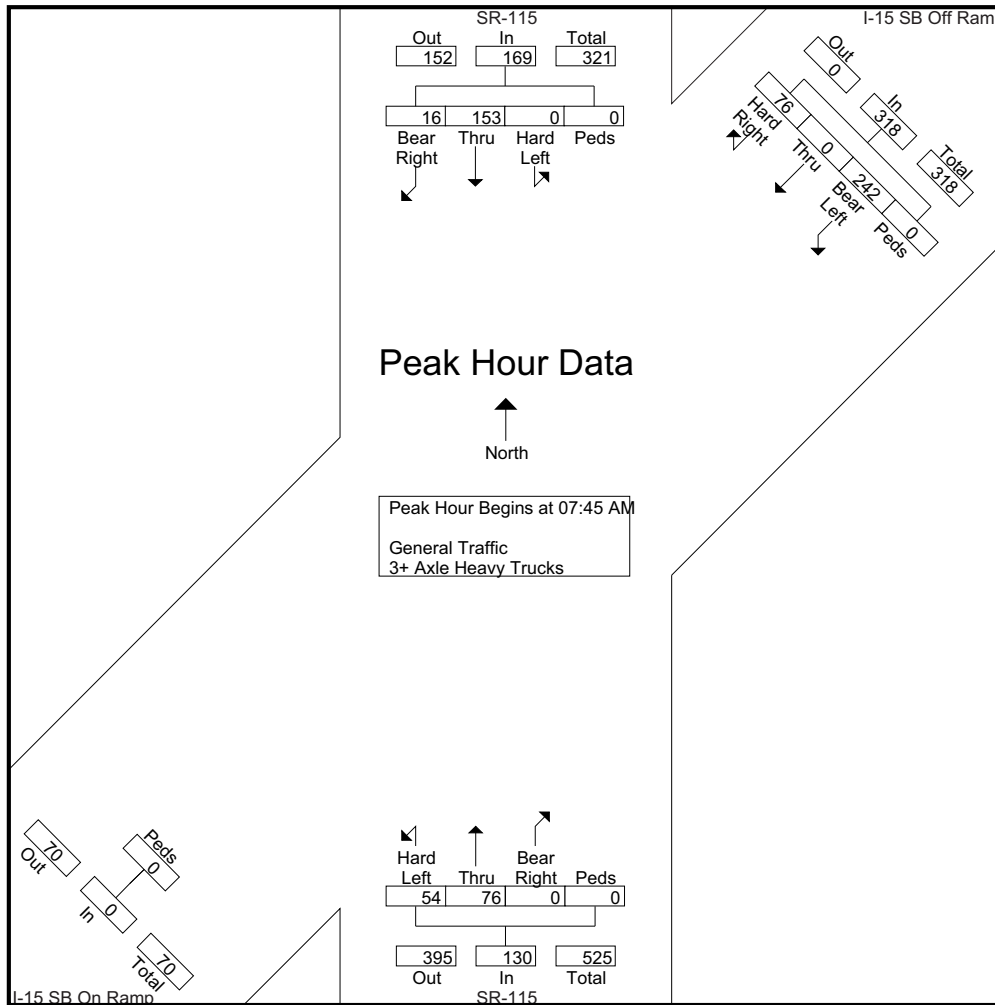 SR-115
I-15 SB Off Ram
Out In Total
152 169 321
16 153 0 0
Bear Right Thru Hard Left Peds
Out
0
In
318
Total
318
76 0 242 0
Hard Right Thru Bear Left Peds
Peak Hour Data
North
Peak Hour Begins at 07:45 AM
General Traffic
3+ Axle Heavy Trucks
Peds
0
70
Out
0
In
70
Total
I-15 SB On Ramp
Hard Left Thru Bear Right Peds
54 76 0 0
395 130 525
Out In Total
SR-115